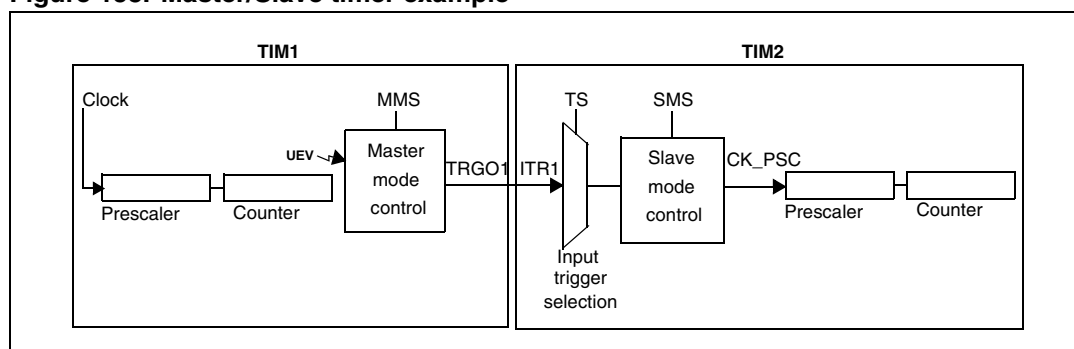 Figure Master/Slave timer example
TIM1
TIM2
Clock
MMS
TS
SMS
UEV
Master
mode
control
TRGO1
ITR1
Slave
mode
control
CK_PSC
Prescaler
Counter
Prescaler
Counter
Input
trigger
selection